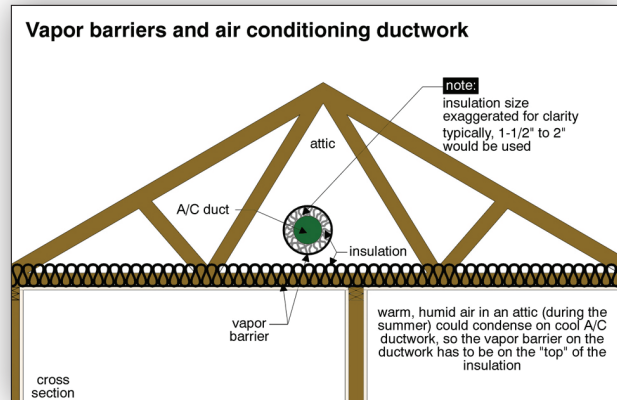 Vapor barriers and air conditioning ductwork
note:
insulation size
exaggerated for clarity
typically, 1-1/2" to 2"
would be used
attic
A/C duct
insulation
vapor
barrier
warm, humid air in an attic (during the
summer) could condense on cool A/C
ductwork, so the vapor barrier on the
ductwork has to be on the "top" of the
insulation
cross
section